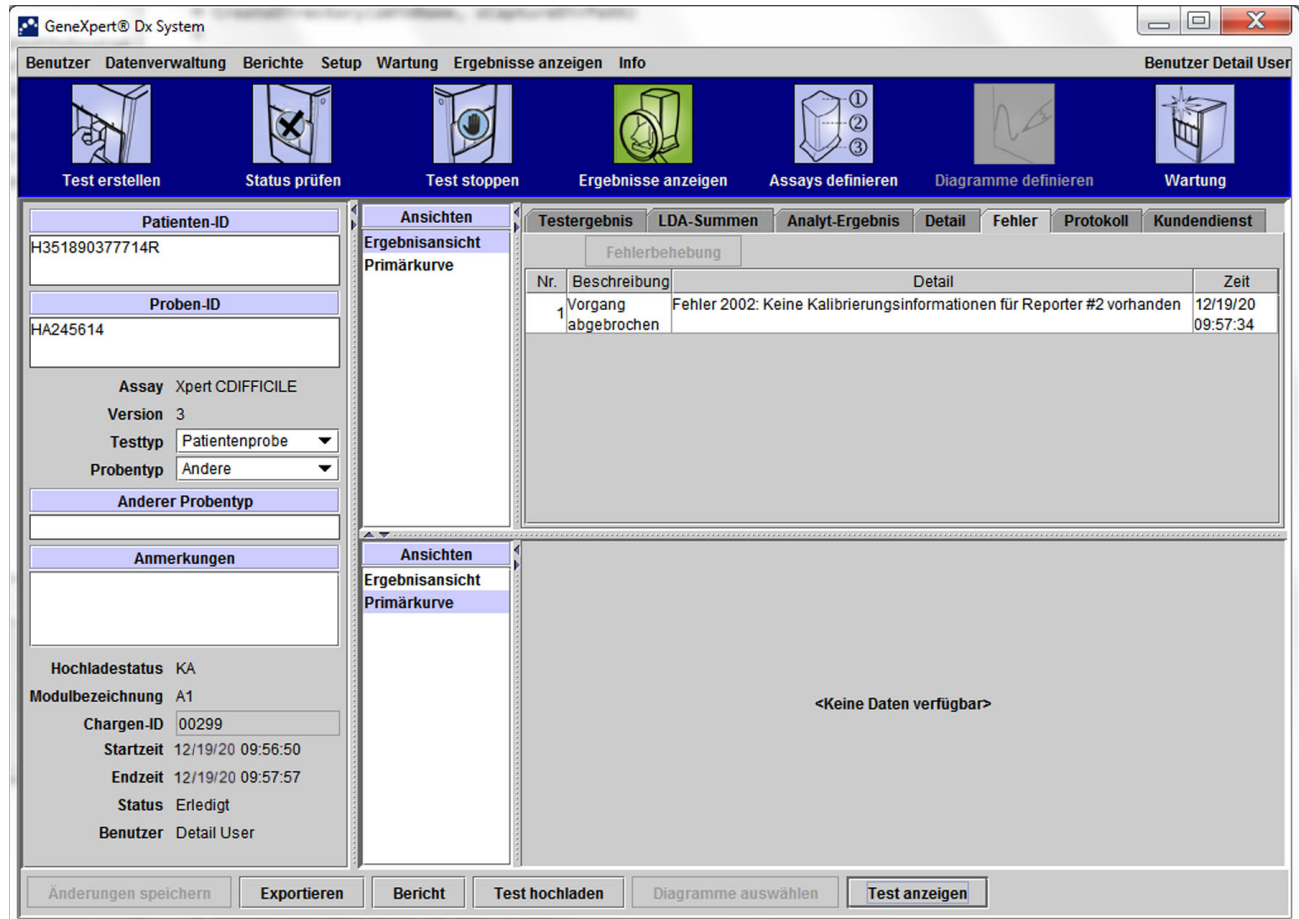 GeneXpert® Dx System
Benutzer Datenverwaltung Berichte Setup Wartung Ergebnisse anzeigen Info Benutzer Detail User
① ② ③
Test erstellen Status prüfen Test stoppen Ergebnisse anzeigen Assays definieren Diagramme definieren Wartung
Patienten-ID
H351890377714R
Proben-ID
HA245614
Assay Xpert CDIFFICILE
Version 3
Testtyp Patientenprobe
Probentyp Andere
Anderer Probentyp
Anmerkungen
Hochladestatus KA
Modulbezeichnung A1
Chargen-ID 00299
Startzeit 12/19/20 09:56:50
Endzeit 12/19/20 09:57:57
Status Erledigt
Benutzer Detail User
Ansichten
Ergebnisansicht
Primärkurve
Testergebnis LDA-Summen Analyt-Ergebnis Detail Fehler Protokoll Kundendienst
Fehlerbehebung
Nr. Beschreibung Detail Zeit
1 Vorgang abgebrochen Fehler 2002: Keine Kalibrierungsinformationen für Reporter #2 vorhanden 12/19/20 09:57:34
Ansichten
Ergebnisansicht
Primärkurve
<Keine Daten verfügbar>
Änderungen speichern Exportieren Bericht Test hochladen Diagramme auswählen Test anzeigen